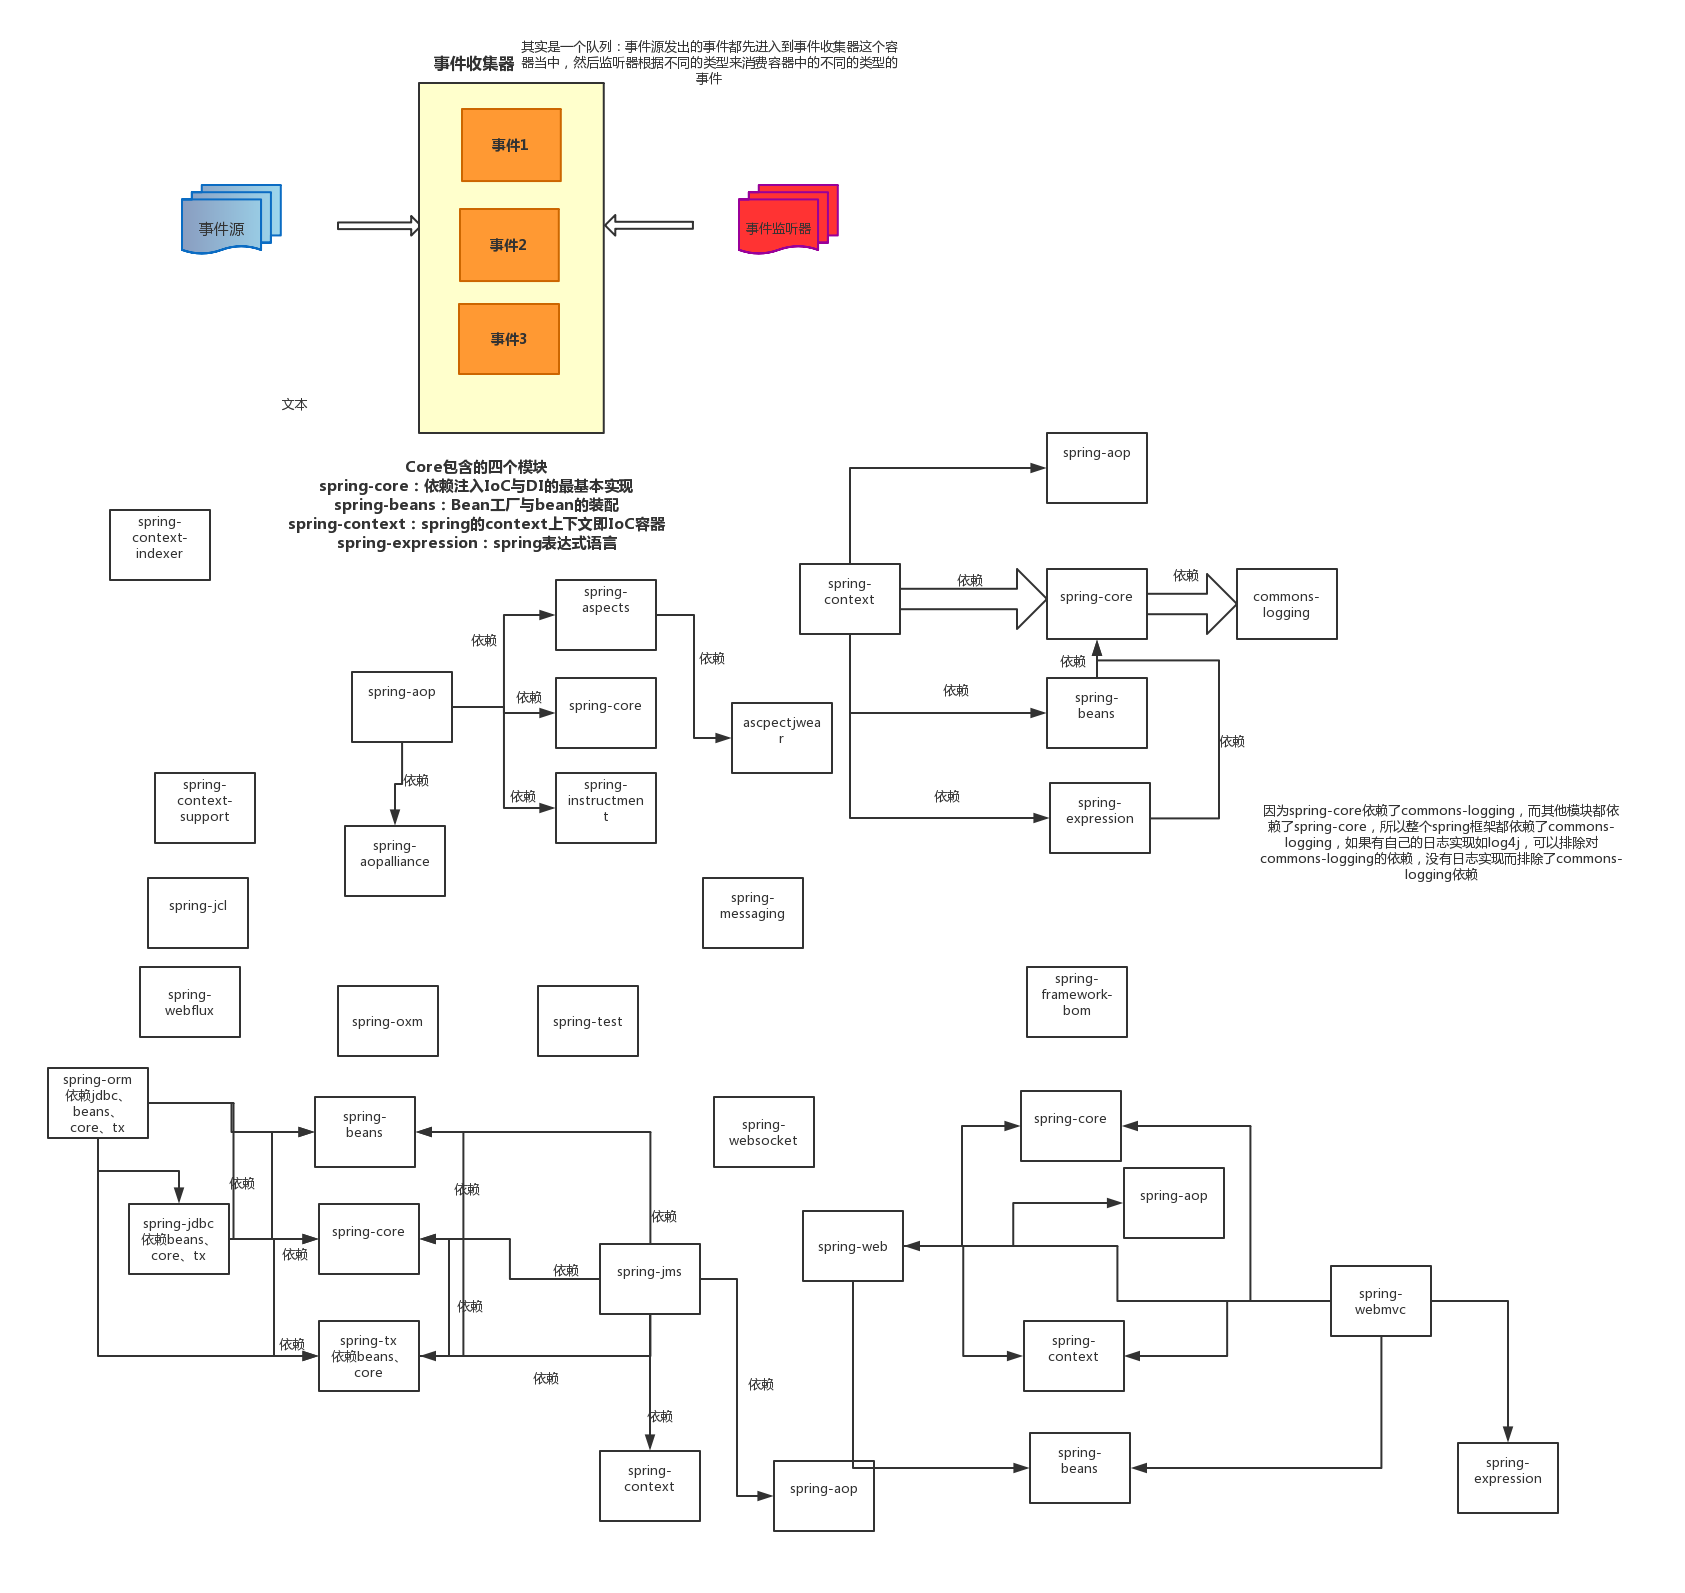 其实是一个队列：事件源发出的事件都先进入到事件收集器这个容
器当中，然后监听器根据不同的类型来消费容器中的不同的类型的
事件
事件收集器
事件1
事件2
事件3
事件源
事件监听器
文本
Core包含的四个模块
spring-core：依赖注入IoC与DI的最基本实现
spring-beans：Bean工厂与bean的装配
spring-context：spring的context上下文即IoC容器
spring-expression：spring表达式语言
spring-
context-
indexer
spring-aop
依赖
依赖
依赖
依赖
spring-
aspects
spring-core
spring-
instructmen
t
依赖
ascpectjwea
r
spring-
aopalliance
spring-aop
spring-
context
依赖
spring-core
依赖
commons-
logging
依赖
依赖
spring-
beans
依赖
依赖
spring-
expression
因为spring-core依赖了commons-logging，而其他模块都依
赖了spring-core，所以整个spring框架都依赖了commons-
logging，如果有自己的日志实现如log4j，可以排除对
commons-logging的依赖，没有日志实现而排除了commons-
logging依赖
spring-
context-
support
spring-jcl
spring-
messaging
spring-
webflux
spring-oxm
spring-test
spring-
framework-
bom
spring-orm
依赖jdbc、
beans、
core、tx
spring-
beans
依赖
依赖
依赖
spring-jdbc
依赖beans、
core、tx
spring-core
依赖
依赖
spring-jms
依赖
依赖
spring-tx
依赖beans、
core
依赖
依赖
依赖
spring-
context
spring-aop
spring-
websocket
spring-core
spring-aop
spring-web
spring-
webmvc
spring-
context
spring-
beans
spring-
expression